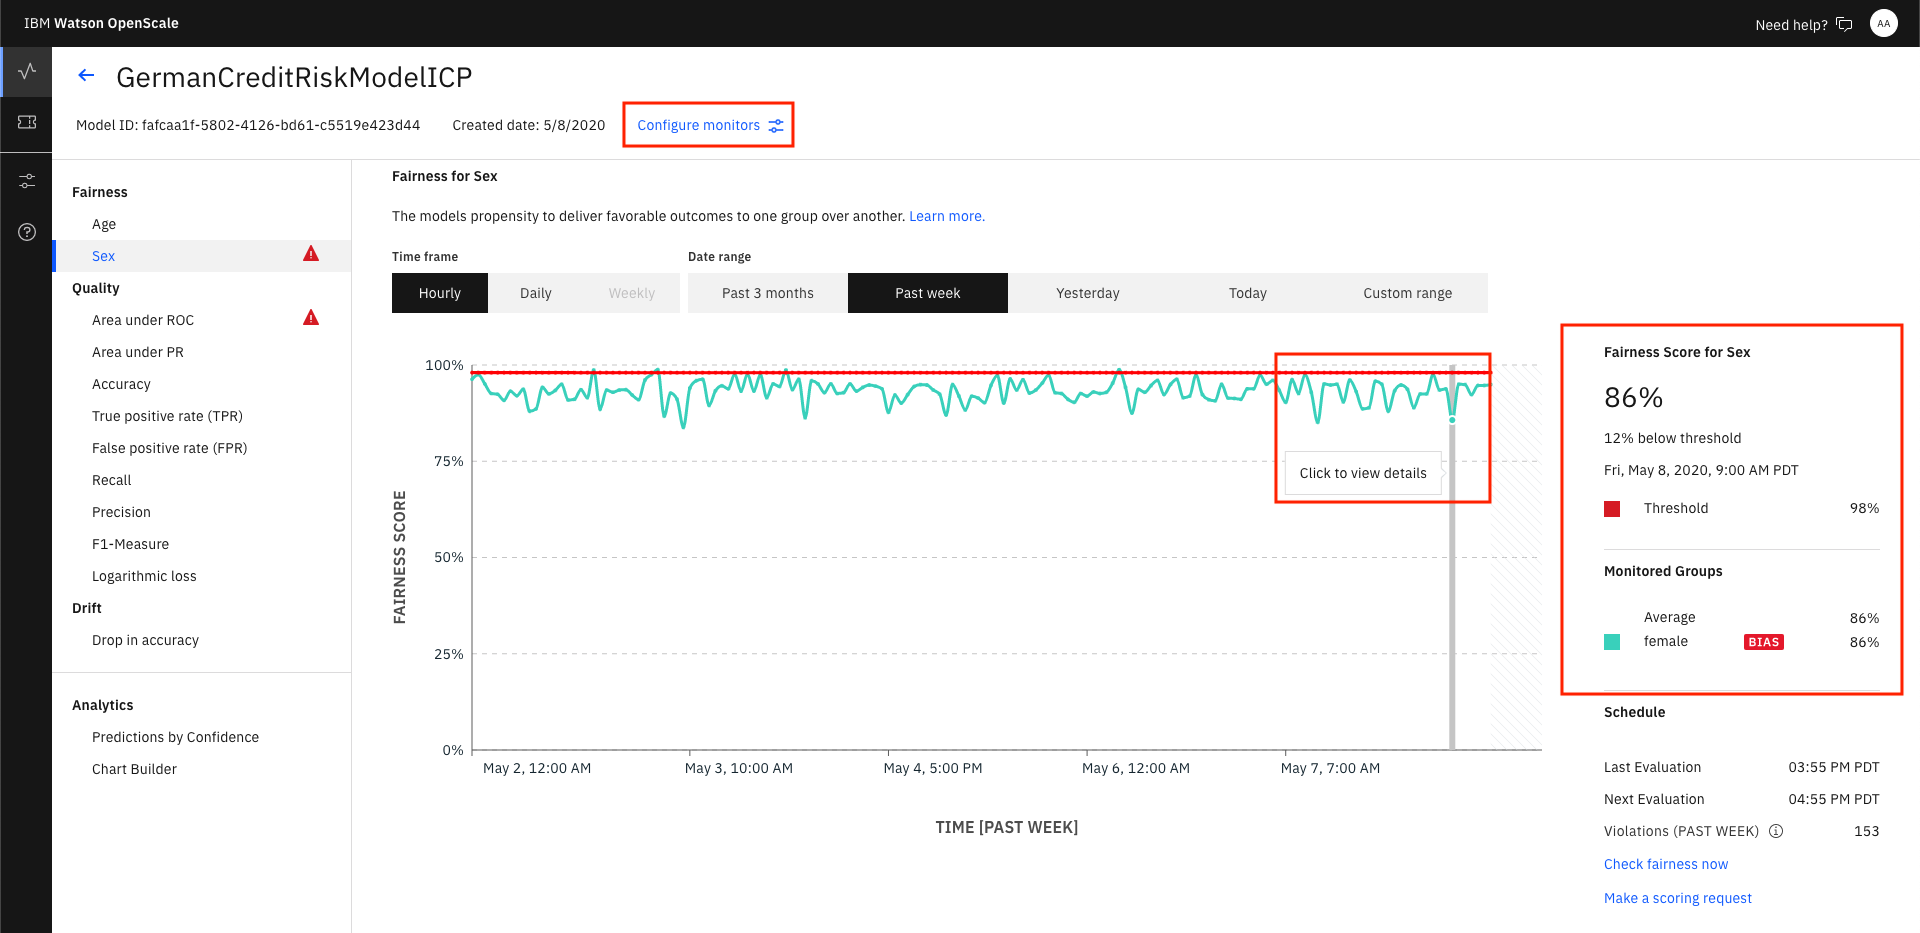 IBM Watson OpenScale
Need help?
AA
GermanCreditRiskModelICP
Model ID: fafcaa1f-5802-4126-bd61-c5519e423d44
Created date: 5/8/2020
Configure monitors
Fairness
Age
Sex
Quality
Area under ROC
Area under PR
Accuracy
True positive rate (TPR)
False positive rate (FPR)
Recall
Precision
F1-Measure
Logarithmic loss
Drift
Drop in accuracy
Analytics
Predictions by Confidence
Chart Builder
Fairness for Sex
The models propensity to deliver favorable outcomes to one group over another. Learn more.
Time frame
Hourly
Daily
Weekly
Date range
Past 3 months
Past week
Yesterday
Today
Custom range
FAIRNESS SCORE
100%
75%
50%
25%
0%
Click to view details
May 2, 12:00 AM
May 3, 10:00 AM
May 4, 5:00 PM
May 6, 12:00 AM
May 7, 7:00 AM
TIME [PAST WEEK]
Fairness Score for Sex
86%
12% below threshold
Fri, May 8, 2020, 9:00 AM PDT
Threshold 98%
Monitored Groups
Average 86%
female BIAS 86%
Schedule
Last Evaluation 03:55 PM PDT
Next Evaluation 04:55 PM PDT
Violations (PAST WEEK) 153
Check fairness now
Make a scoring request